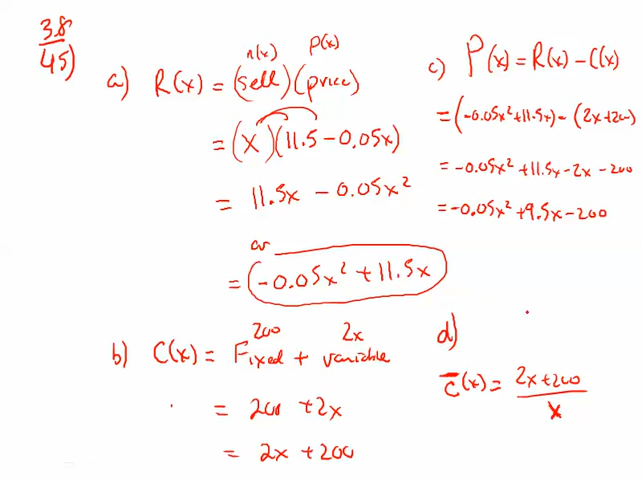 38
45)
n(x) p(x)
a) R(x) = (sell)(price)
= (x)(11.5 - 0.05x)
= 11.5x - 0.05x²
or
= -0.05x² + 11.5x
200 2x
b) C(x) = Fixed + variable
= 200 + 2x
= 2x + 200
c) P(x) = R(x) - C(x)
= (-0.05x² + 11.5x) - (2x + 200)
= -0.05x² + 11.5x - 2x - 200
= -0.05x² + 9.5x - 200
d)
C̅(x) = 2x + 200
x